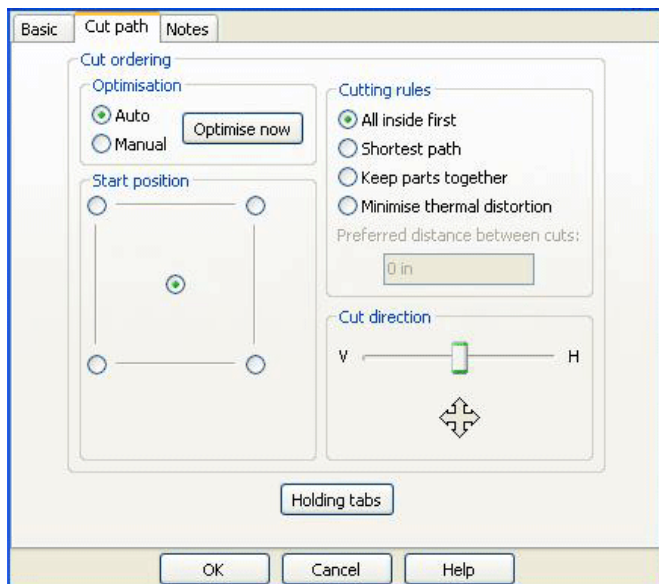 Basic Cut path Notes
Cut ordering
Optimisation
Auto
Manual
Optimise now
Start position
Cutting rules
All inside first
Shortest path
Keep parts together
Minimise thermal distortion
Preferred distance between cuts:
0 in
Cut direction
V H
Holding tabs
OK Cancel Help